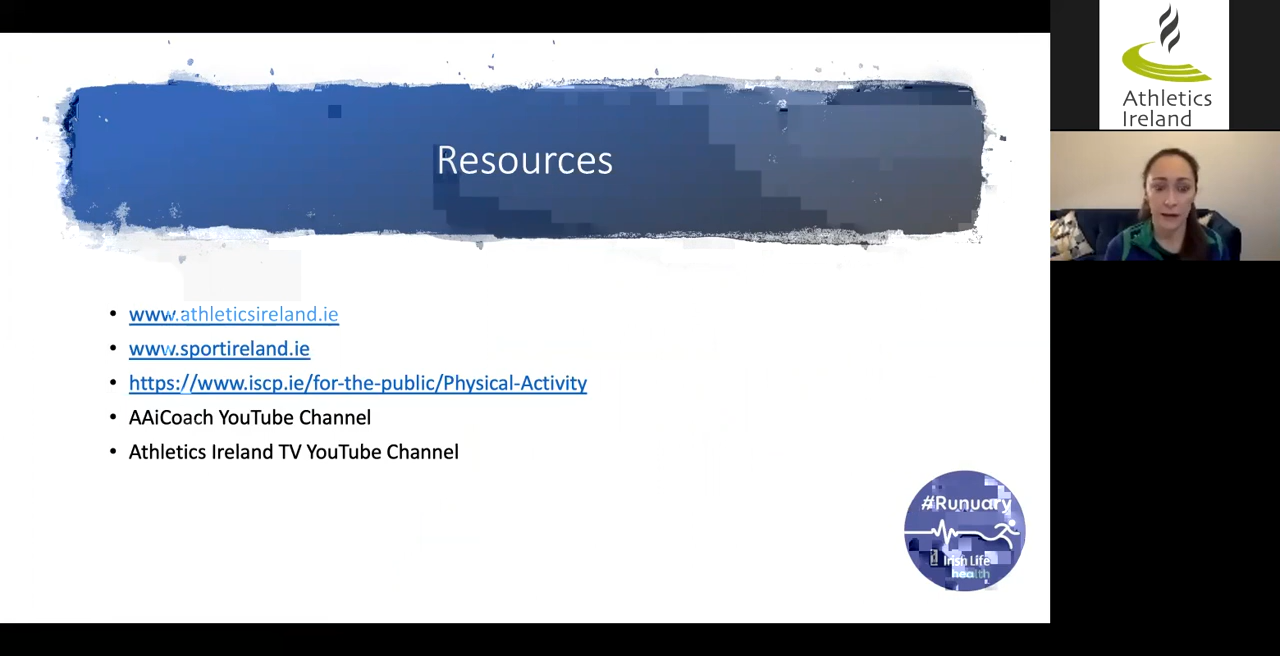 Resources
www.athleticsireland.ie
www.sportireland.ie
https://www.iscp.ie/for-the-public/Physical-Activity
AAiCoach YouTube Channel
Athletics Ireland TV YouTube Channel
#Runuary
Irish Life
health
Athletics
Ireland